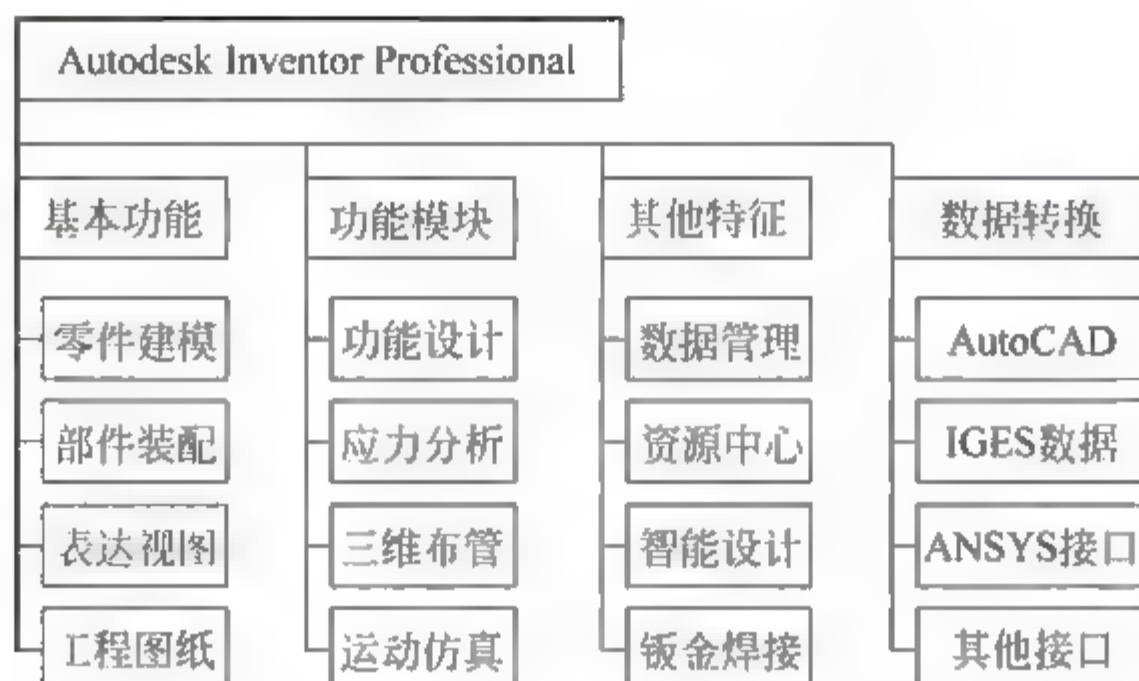 Autodesk Inventor Professional
基本功能 功能模块 其他特征 数据转换
零件建模 功能设计 数据管理 AutoCAD
部件装配 应力分析 资源中心 IGES数据
表达视图 三维布管 智能设计 ANSYS接口
工程图纸 运动仿真 钣金焊接 其他接口